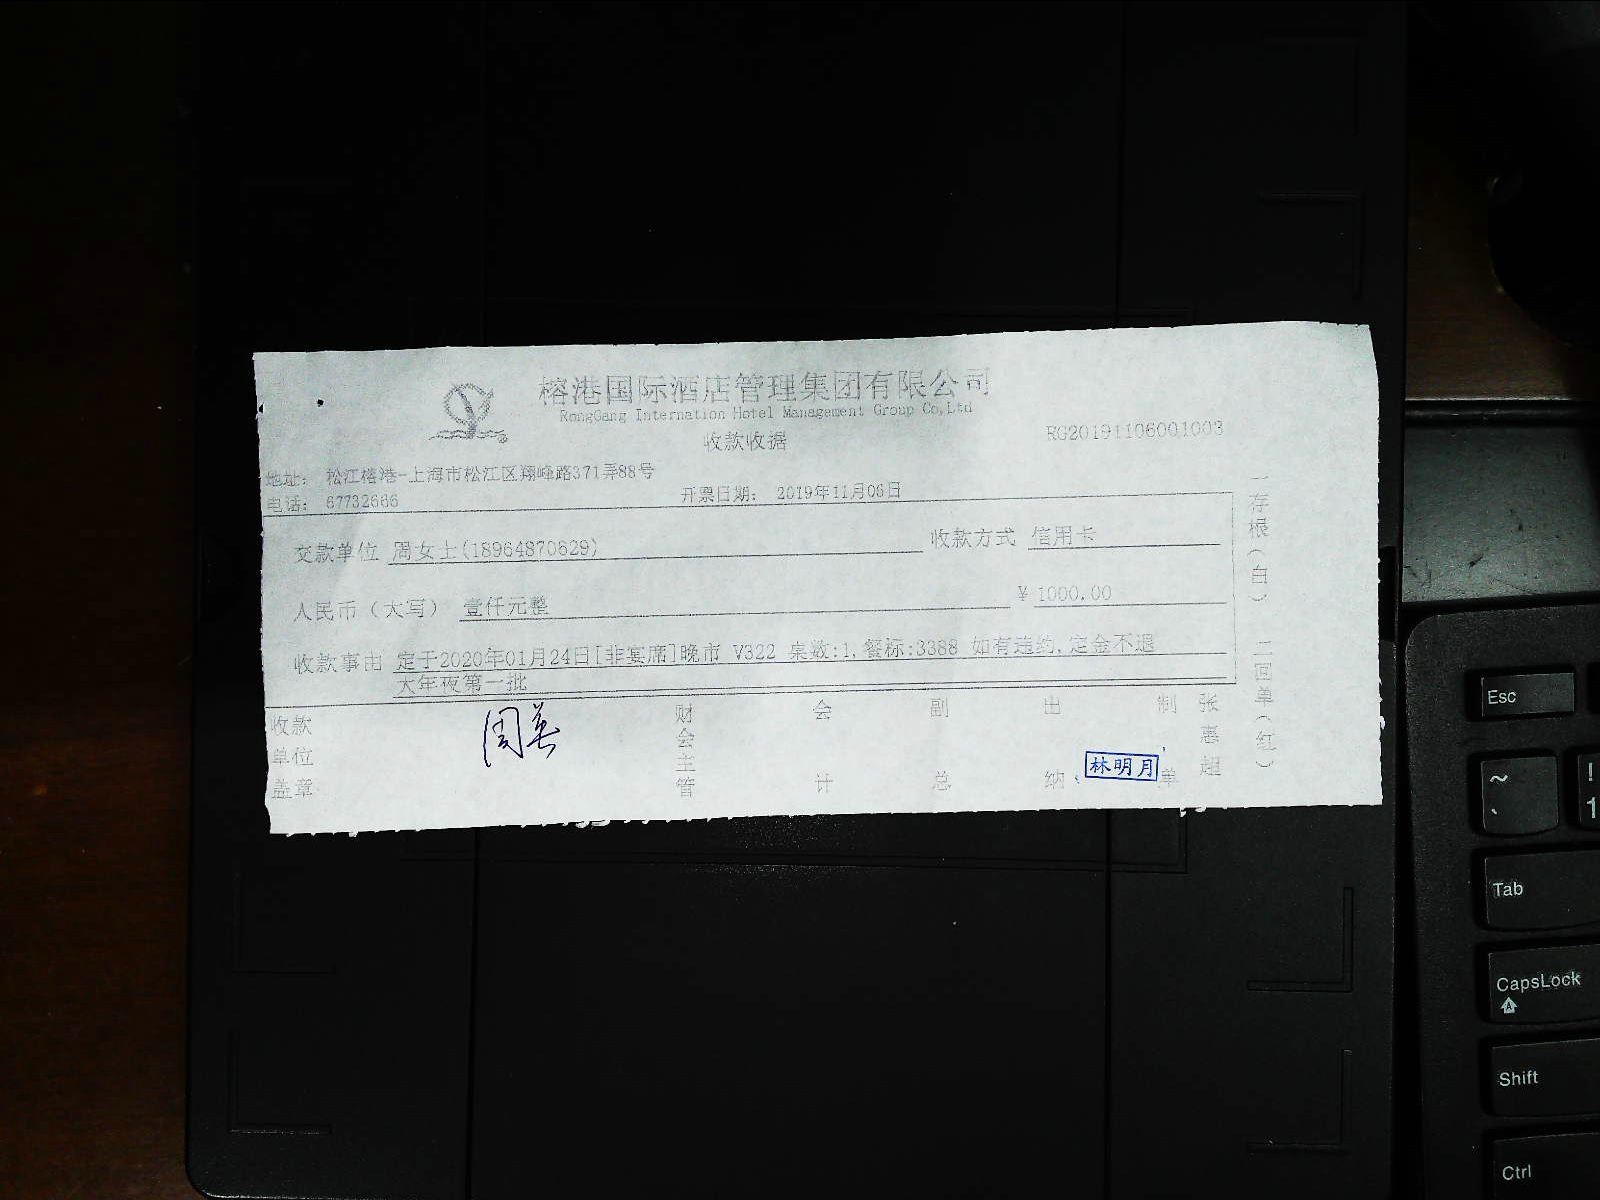 榕港国际酒店管理集团有限公司
RongGang Internation Hotel Management Group Co,Ltd
收款收据
RG20191106001003
地址: 松江榕港-上海市松江区翔峰路371弄88号
电话: 67732666
开票日期: 2019年11月06日
交款单位 周女士(18964870629)
收款方式 信用卡
人民币（大写） 壹仟元整
¥ 1000.00
收款事由 定于2020年01月24日[非宴席]晚市 V322 桌数:1,餐标:3388 如有违约,定金不退
大年夜第一批
收款单位盖章
周
财会主管
会计
副总
出纳、
林明月
制单
张惠超
一存根(白)
二回单(红)
Esc
~
`
!
1
Tab
CapsLock
A
Shift
Ctrl